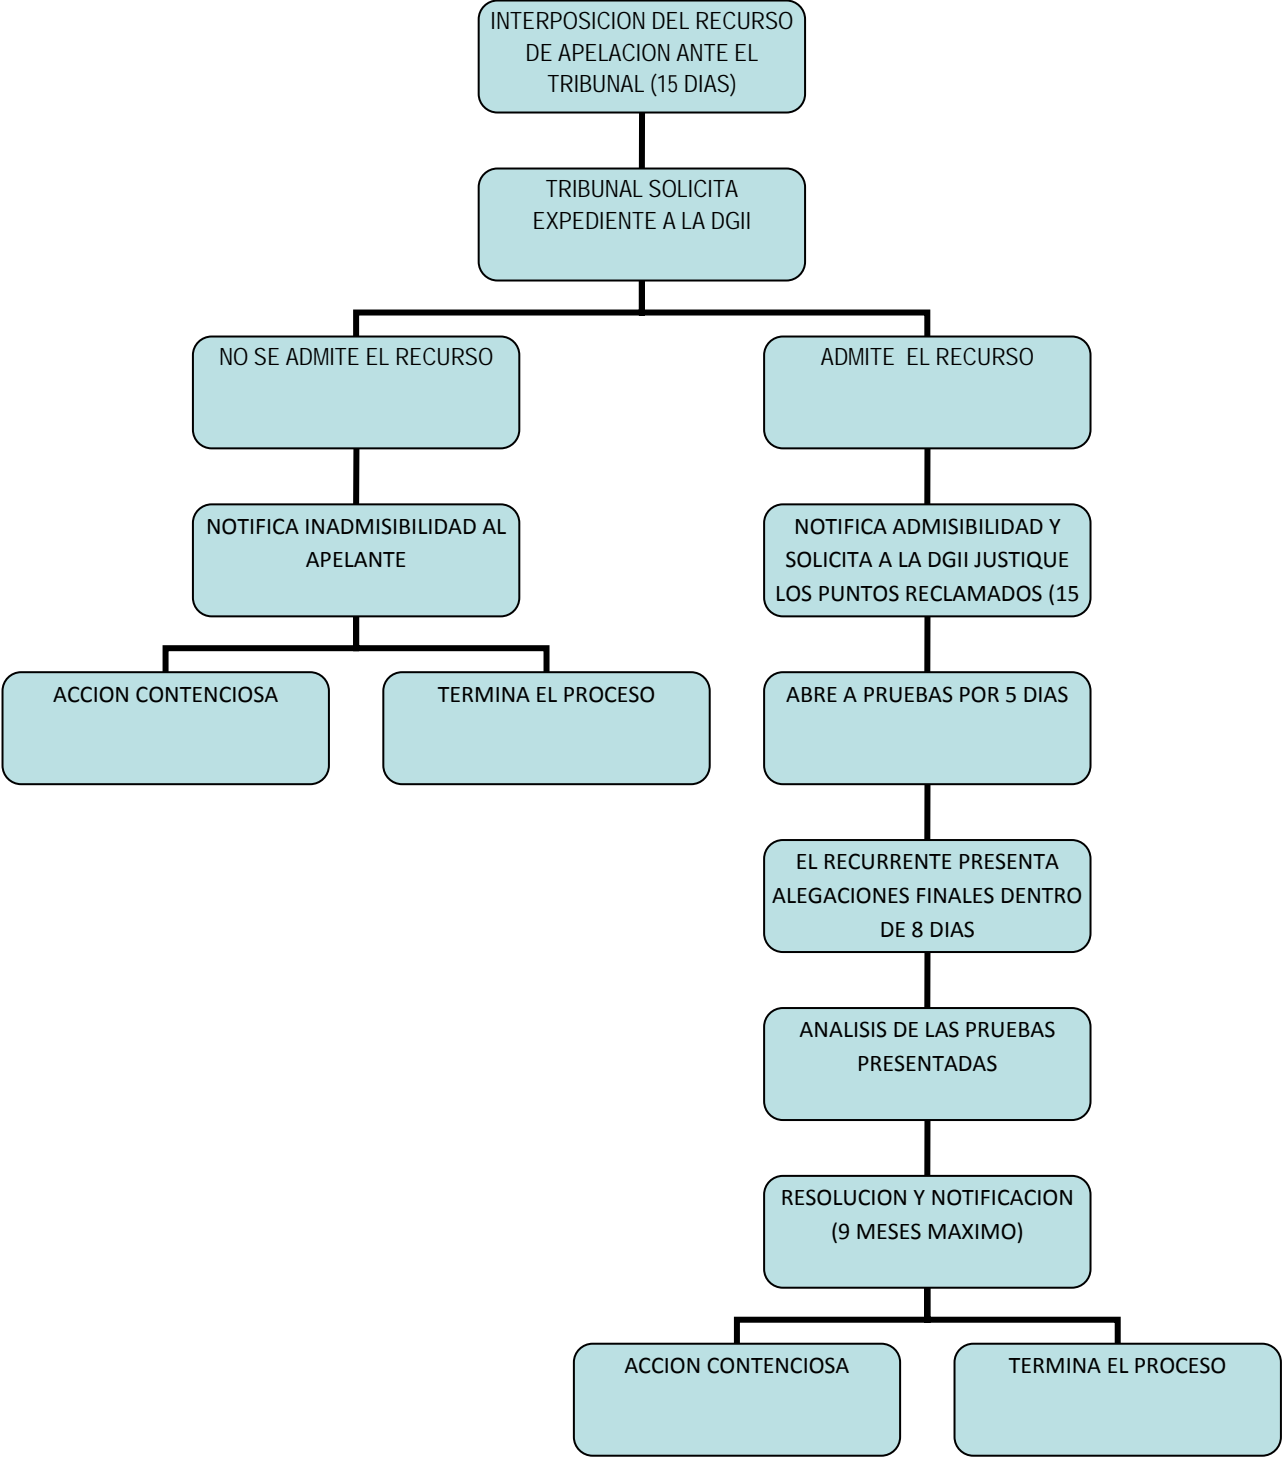 INTERPOSICION DEL RECURSO
DE APELACION ANTE EL
TRIBUNAL (15 DIAS)
TRIBUNAL SOLICITA
EXPEDIENTE A LA DGII
NO SE ADMITE EL RECURSO
ADMITE EL RECURSO
NOTIFICA INADMISIBILIDAD AL
APELANTE
NOTIFICA ADMISIBILIDAD Y
SOLICITA A LA DGII JUSTIQUE
LOS PUNTOS RECLAMADOS (15
ACCION CONTENCIOSA
TERMINA EL PROCESO
ABRE A PRUEBAS POR 5 DIAS
EL RECURRENTE PRESENTA
ALEGACIONES FINALES DENTRO
DE 8 DIAS
ANALISIS DE LAS PRUEBAS
PRESENTADAS
RESOLUCION Y NOTIFICACION
(9 MESES MAXIMO)
ACCION CONTENCIOSA
TERMINA EL PROCESO